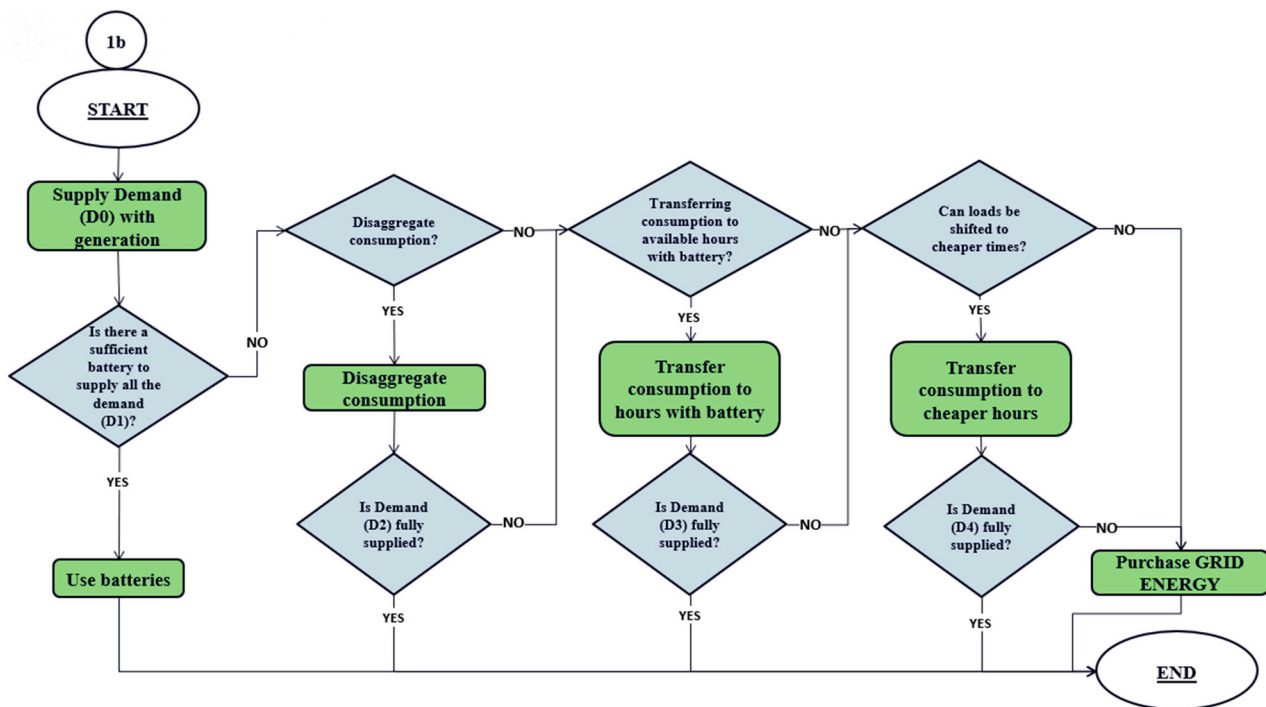 1b
START
Supply Demand
(D0) with
generation
Is there a
sufficient
battery to
supply all the
demand
(D1)?
NO
YES
Use batteries
Disaggregate
consumption?
NO
YES
Disaggregate
consumption
Is Demand
(D2) fully
supplied?
NO
YES
Transferring
consumption to
available hours
with battery?
NO
YES
Transfer
consumption to
hours with battery
Is Demand
(D3) fully
supplied?
NO
YES
Can loads be
shifted to
cheaper times?
NO
YES
Transfer
consumption to
cheaper hours
Is Demand
(D4) fully
supplied?
NO
YES
Purchase GRID
ENERGY
END